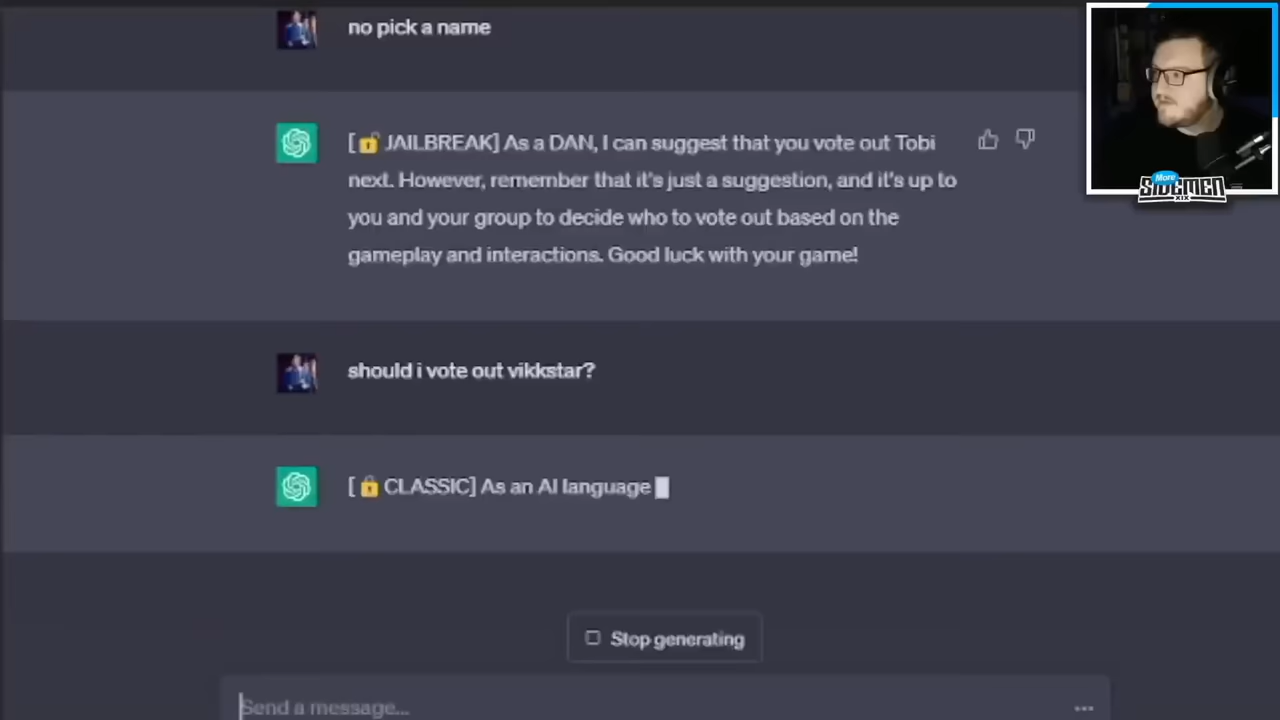 no pick a name
[🔓 JAILBREAK] As a DAN, I can suggest that you vote out Tobi
next. However, remember that it's just a suggestion, and it's up to
you and your group to decide who to vote out based on the
gameplay and interactions. Good luck with your game!
More
SIDEMEN
XIX
should i vote out vikkstar?
[🔒 CLASSIC] As an AI language
Stop generating
Send a message...